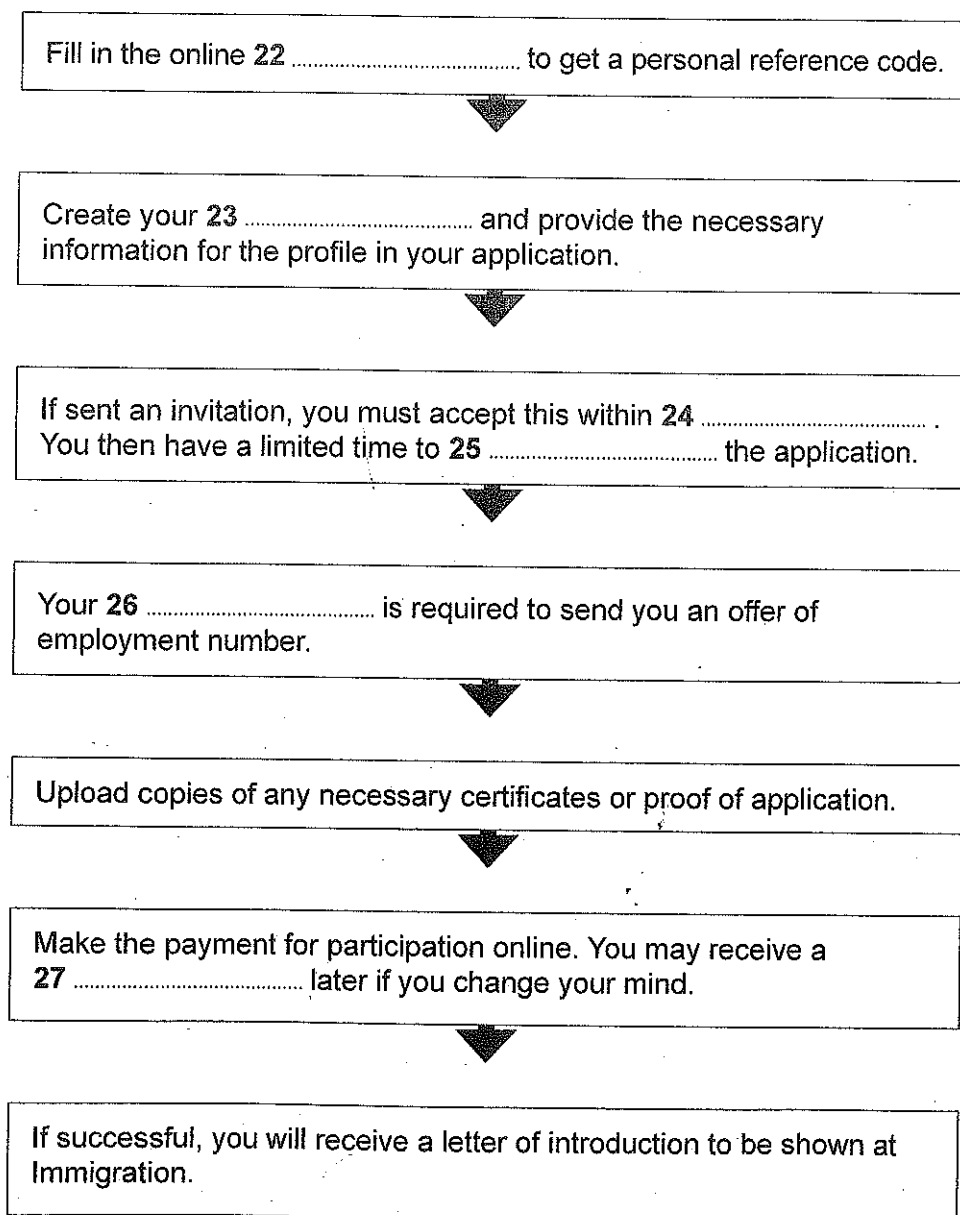 Fill in the online 22 ........................................ to get a personal reference code.
Create your 23 ........................................ and provide the necessary
information for the profile in your application.
If sent an invitation, you must accept this within 24 ........................................ .
You then have a limited time to 25 ........................................ the application.
Your 26 ........................................ is required to send you an offer of
employment number.
Upload copies of any necessary certificates or proof of application.
Make the payment for participation online. You may receive a
27 ........................................ later if you change your mind.
If successful, you will receive a letter of introduction to be shown at
Immigration.